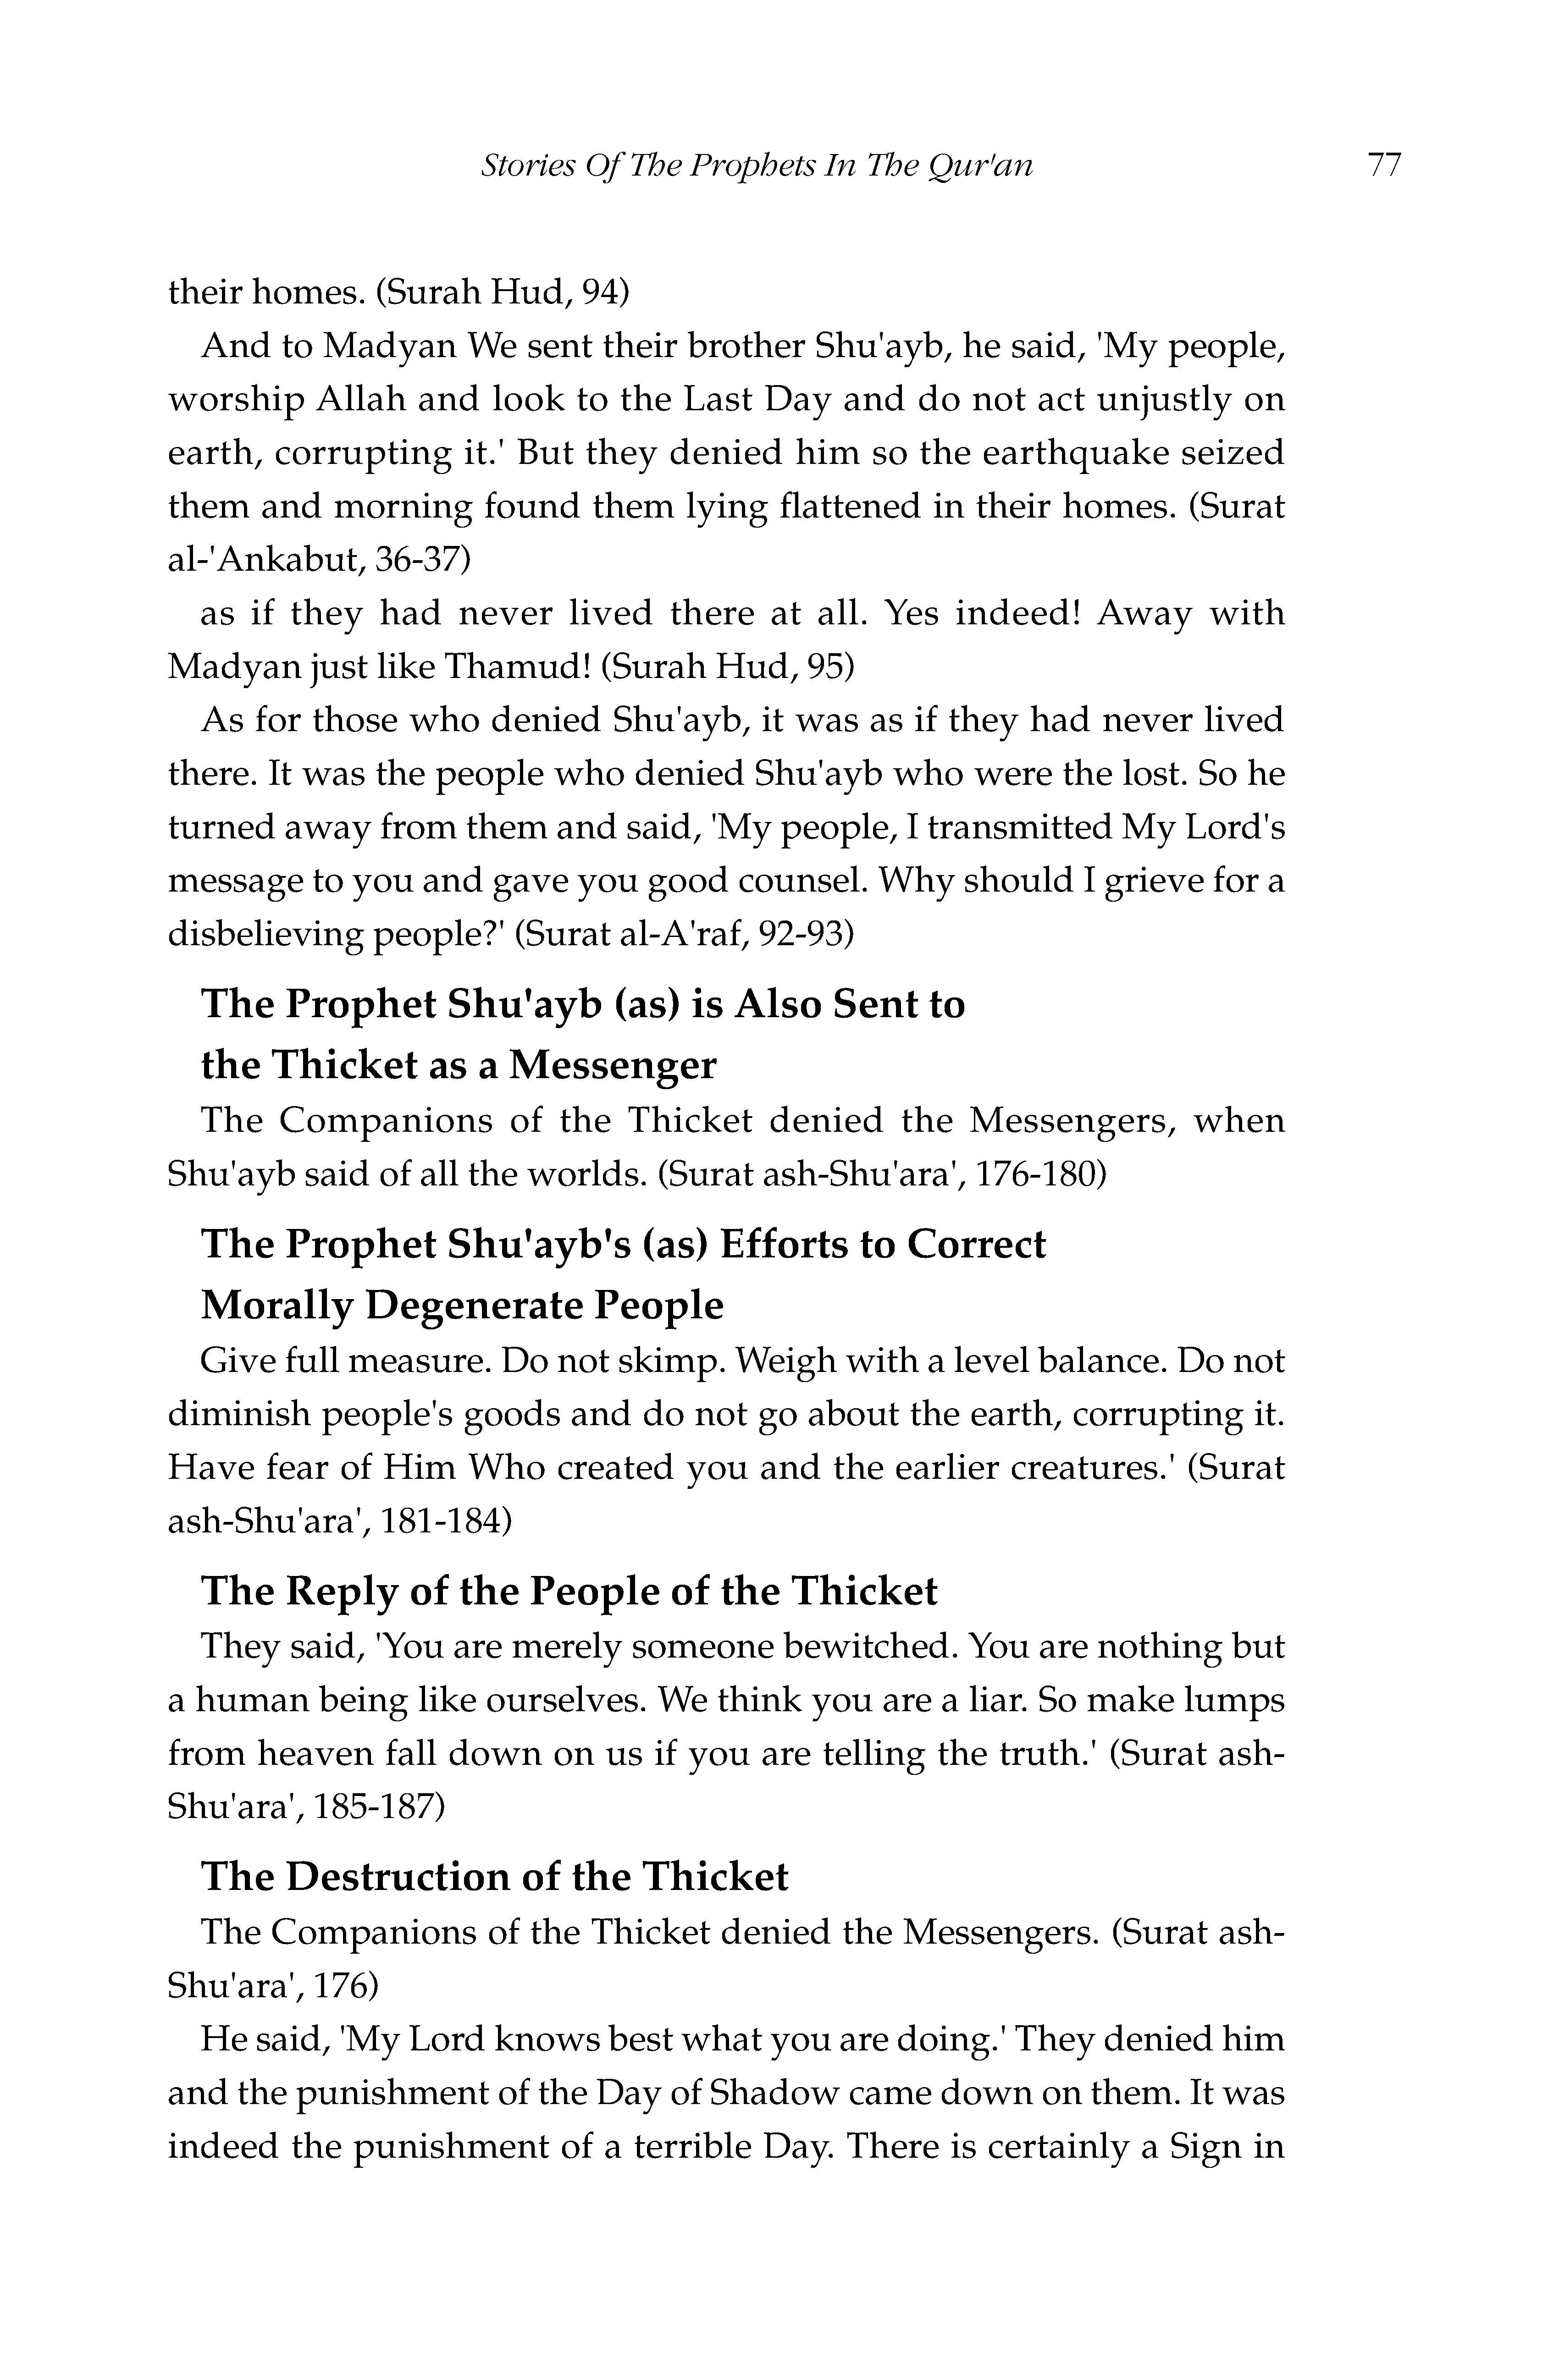 Stories Of The Prophets In The Qur'an 77
their homes. (Surah Hud, 94)
And to Madyan We sent their brother Shu'ayb, he said, 'My people,
worship Allah and look to the Last Day and do not act unjustly on
earth, corrupting it.' But they denied him so the earthquake seized
them and morning found them lying flattened in their homes. (Surat
al-'Ankabut, 36-37)
as if they had never lived there at all. Yes indeed! Away with
Madyan just like Thamud! (Surah Hud, 95)
As for those who denied Shu'ayb, it was as if they had never lived
there. It was the people who denied Shu'ayb who were the lost. So he
turned away from them and said, 'My people, I transmitted My Lord's
message to you and gave you good counsel. Why should I grieve for a
disbelieving people?' (Surat al-A'raf, 92-93)
The Prophet Shu'ayb (as) is Also Sent to
the Thicket as a Messenger
The Companions of the Thicket denied the Messengers, when
Shu'ayb said of all the worlds. (Surat ash-Shu'ara', 176-180)
The Prophet Shu'ayb's (as) Efforts to Correct
Morally Degenerate People
Give full measure. Do not skimp. Weigh with a level balance. Do not
diminish people's goods and do not go about the earth, corrupting it.
Have fear of Him Who created you and the earlier creatures.' (Surat
ash-Shu'ara', 181-184)
The Reply of the People of the Thicket
They said, 'You are merely someone bewitched. You are nothing but
a human being like ourselves. We think you are a liar. So make lumps
from heaven fall down on us if you are telling the truth.' (Surat ash-
Shu'ara', 185-187)
The Destruction of the Thicket
The Companions of the Thicket denied the Messengers. (Surat ash-
Shu'ara', 176)
He said, 'My Lord knows best what you are doing.' They denied him
and the punishment of the Day of Shadow came down on them. It was
indeed the punishment of a terrible Day. There is certainly a Sign in